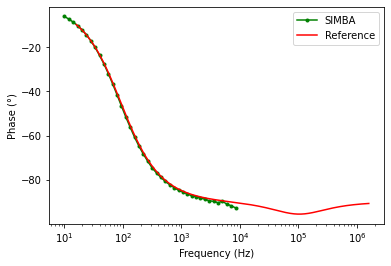 SIMBA
Reference
Phase (°)
−20
−40
−60
−80
10¹ 10² 10³ 10⁴ 10⁵ 10⁶
Frequency (Hz)